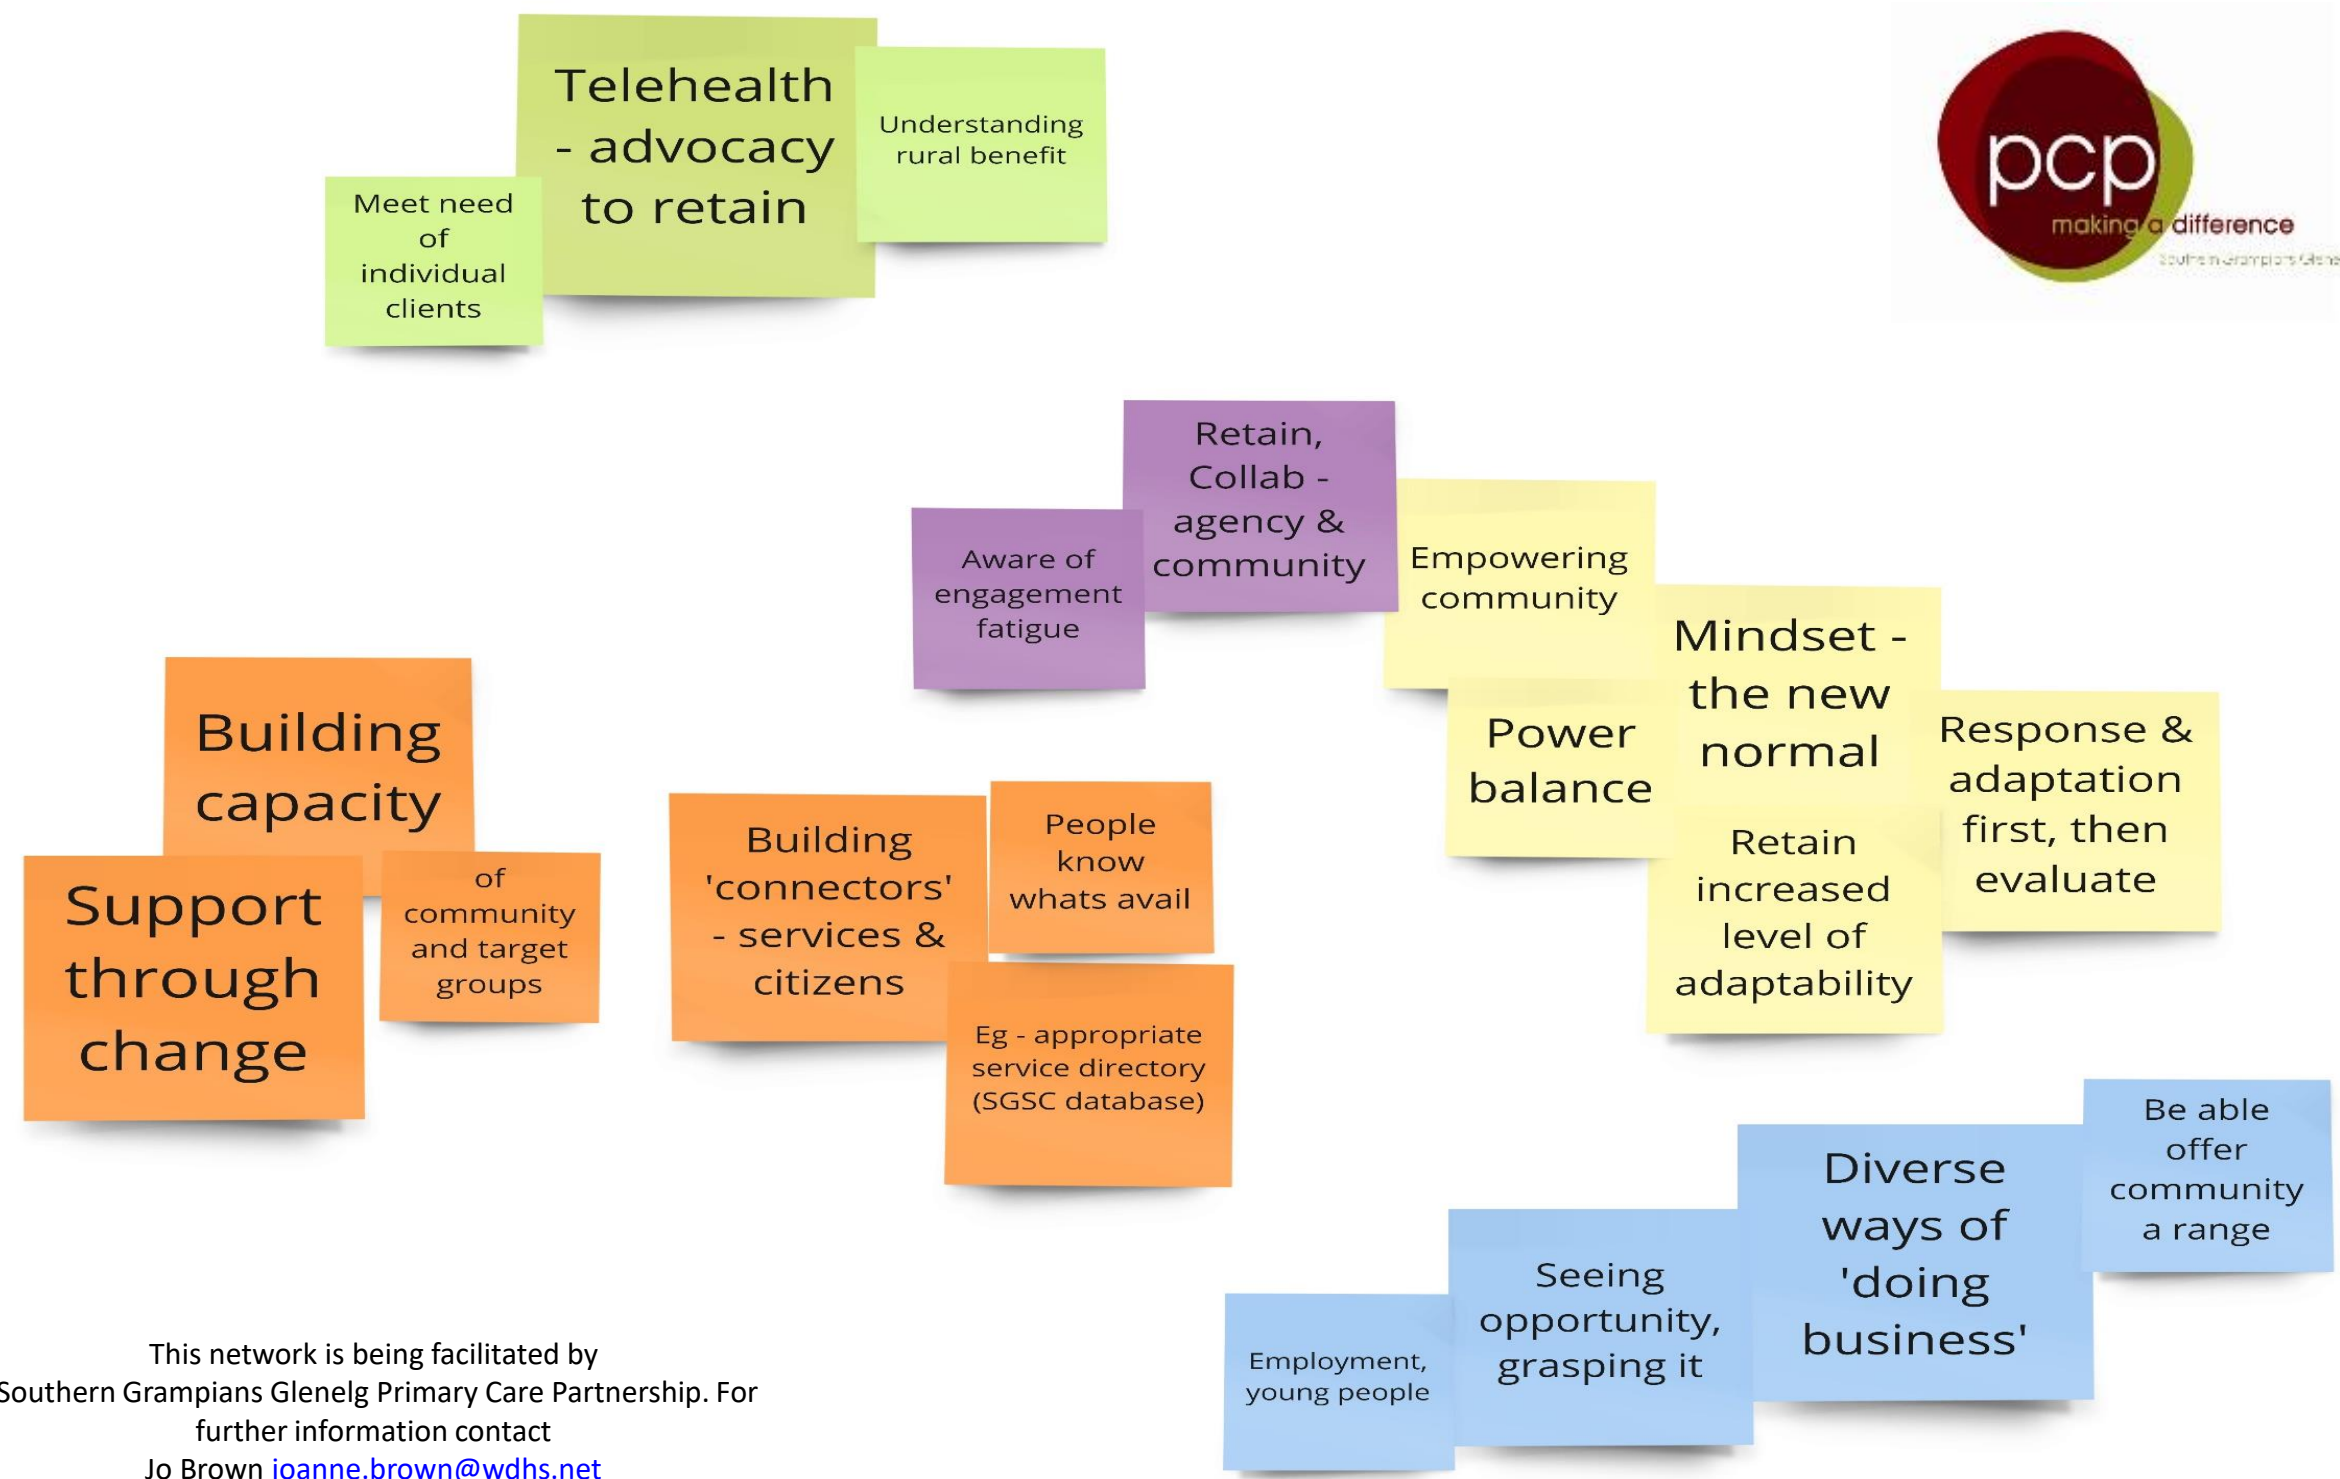 Telehealth
- advocacy
to retain
Understanding
rural benefit
Meet need
of
individual
clients
pcp
making a difference
Retain,
Collab -
agency &
community
Aware of
engagement
fatigue
Empowering
community
Mindset -
the new
normal
Power
balance
Response &
adaptation
first, then
evaluate
Retain
increased
level of
adaptability
Building
capacity
Support
through
change
of
community
and target
groups
Building
'connectors'
- services &
citizens
People
know
whats avail
Eg - appropriate
service directory
(SGSC database)
Be able
offer
community
a range
Diverse
ways of
'doing
business'
Seeing
opportunity,
grasping it
Employment,
young people
This network is being facilitated by
Southern Grampians Glenelg Primary Care Partnership. For
further information contact
Jo Brown joanne.brown@wdhs.net